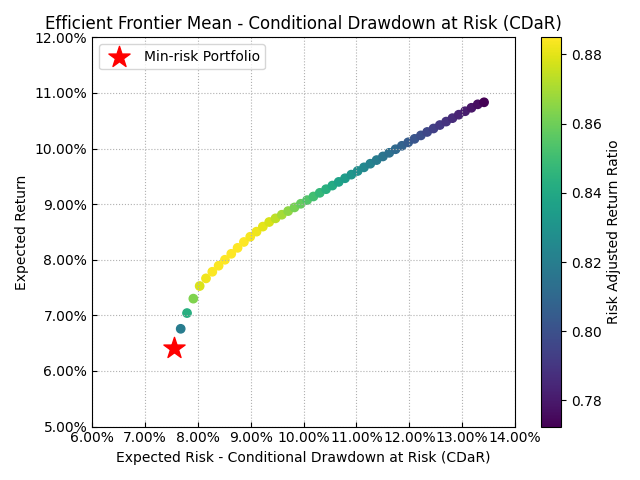 Efficient Frontier Mean - Conditional Drawdown at Risk (CDaR)
Min-risk Portfolio
12.00%
11.00%
10.00%
9.00%
8.00%
7.00%
6.00%
5.00%
Expected Return
6.00% 7.00% 8.00% 9.00% 10.00% 11.00% 12.00% 13.00% 14.00%
Expected Risk - Conditional Drawdown at Risk (CDaR)
0.88
0.86
0.84
0.82
0.80
0.78
Risk Adjusted Return Ratio